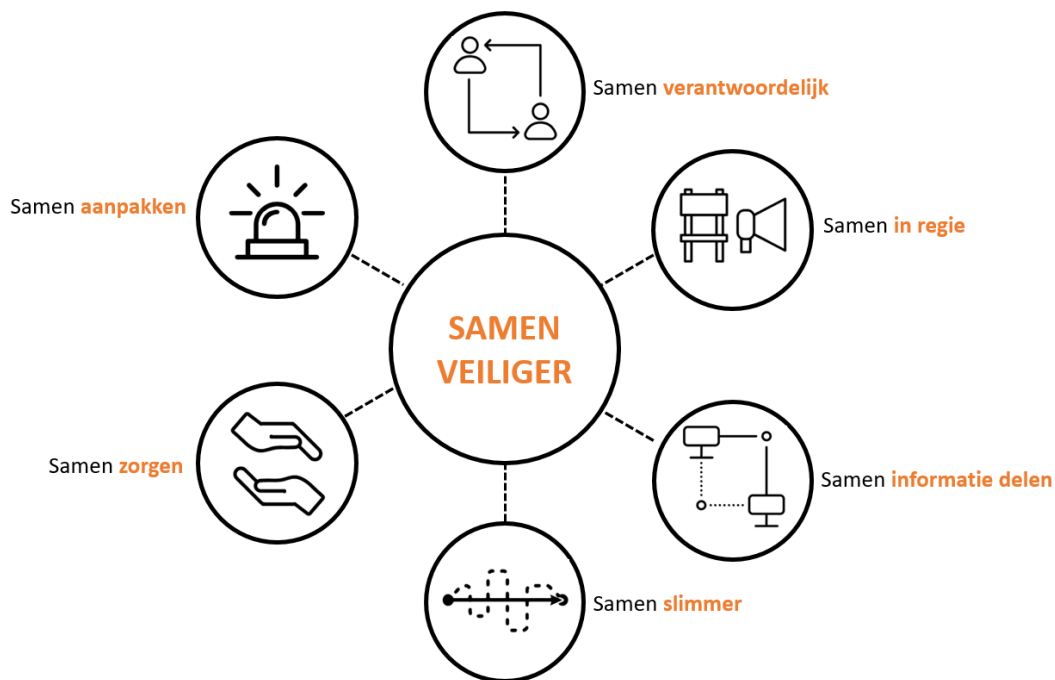 Samen verantwoordelijk
Samen aanpakken
Samen in regie
SAMEN
VEILIGER
Samen zorgen
Samen informatie delen
Samen slimmer